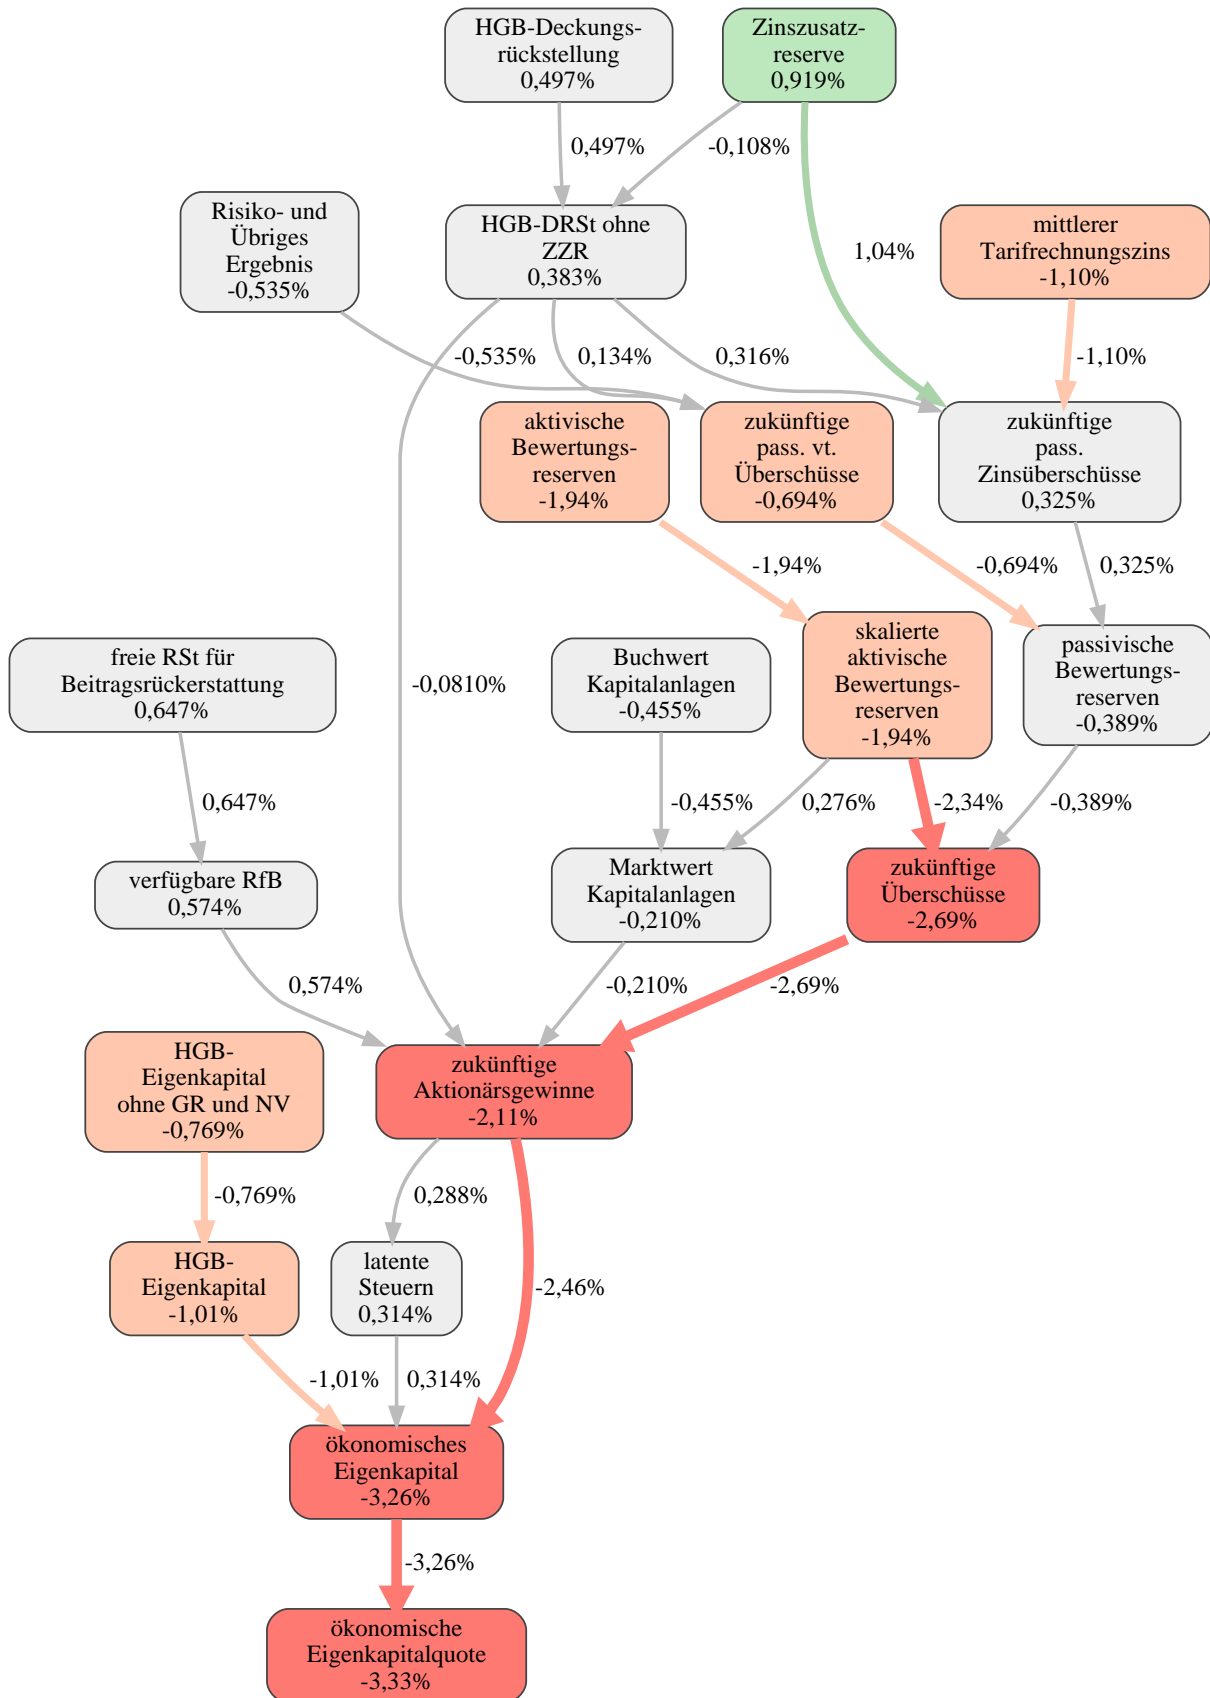 HGB-Deckungs-
rückstellung
0,497%
Zinszusatz-
reserve
0,919%
0,497%
-0,108%
Risiko- und
Übriges
Ergebnis
-0,535%
HGB-DRSt ohne
ZZR
0,383%
1,04%
mittlerer
Tarifrechnungszins
-1,10%
-0,535%
0,134%
0,316%
-1,10%
aktivische
Bewertungs-
reserven
-1,94%
zukünftige
pass. vt.
Überschüsse
-0,694%
zukünftige
pass.
Zinsüberschüsse
0,325%
-1,94%
-0,694%
0,325%
freie RSt für
Beitragsrückerstattung
0,647%
-0,0810%
Buchwert
Kapitalanlagen
-0,455%
skalierte
aktivische
Bewertungs-
reserven
-1,94%
passivische
Bewertungs-
reserven
-0,389%
0,647%
-0,455%
0,276%
-2,34%
-0,389%
verfügbare RfB
0,574%
Marktwert
Kapitalanlagen
-0,210%
zukünftige
Überschüsse
-2,69%
0,574%
-0,210%
-2,69%
HGB-
Eigenkapital
ohne GR und NV
-0,769%
zukünftige
Aktionärsgewinne
-2,11%
-0,769%
0,288%
HGB-
Eigenkapital
-1,01%
latente
Steuern
0,314%
-2,46%
-1,01%
0,314%
ökonomisches
Eigenkapital
-3,26%
-3,26%
ökonomische
Eigenkapitalquote
-3,33%